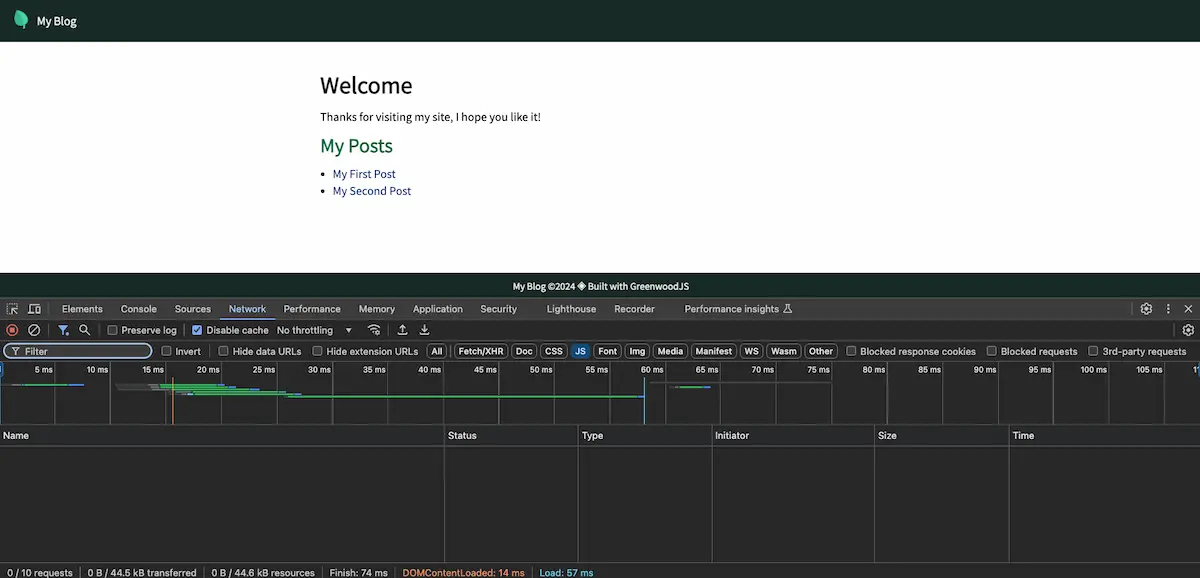 My Blog
Welcome
Thanks for visiting my site, I hope you like it!
My Posts
My First Post
My Second Post
My Blog ©2024 ◈ Built with GreenwoodJS
Elements Console Sources Network Performance Memory Application Security Lighthouse Recorder Performance insights
Preserve log Disable cache No throttling
Filter Invert Hide data URLs Hide extension URLs All Fetch/XHR Doc CSS JS Font Img Media Manifest WS Wasm Other Blocked response cookies Blocked requests 3rd-party requests
5 ms 10 ms 15 ms 20 ms 25 ms 30 ms 35 ms 40 ms 45 ms 50 ms 55 ms 60 ms 65 ms 70 ms 75 ms 80 ms 85 ms 90 ms 95 ms 100 ms 105 ms
Name Status Type Initiator Size Time
0 / 10 requests 0 B / 44.5 kB transferred 0 B / 44.6 kB resources Finish: 74 ms DOMContentLoaded: 14 ms Load: 57 ms